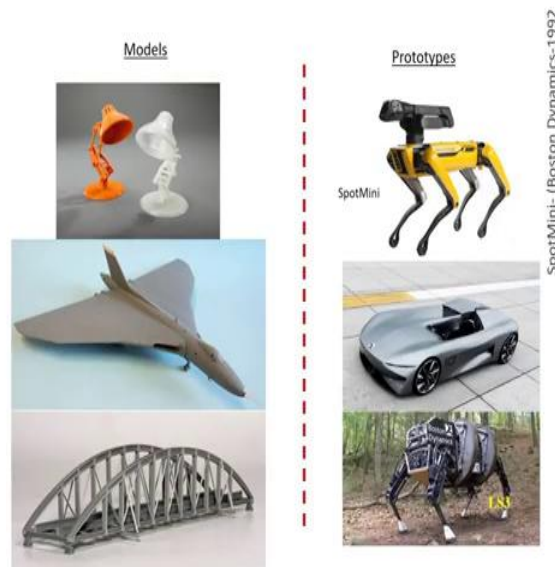 Models
Prototypes
SpotMini
LS3
SpotMini- (Boston Dynamics-1992